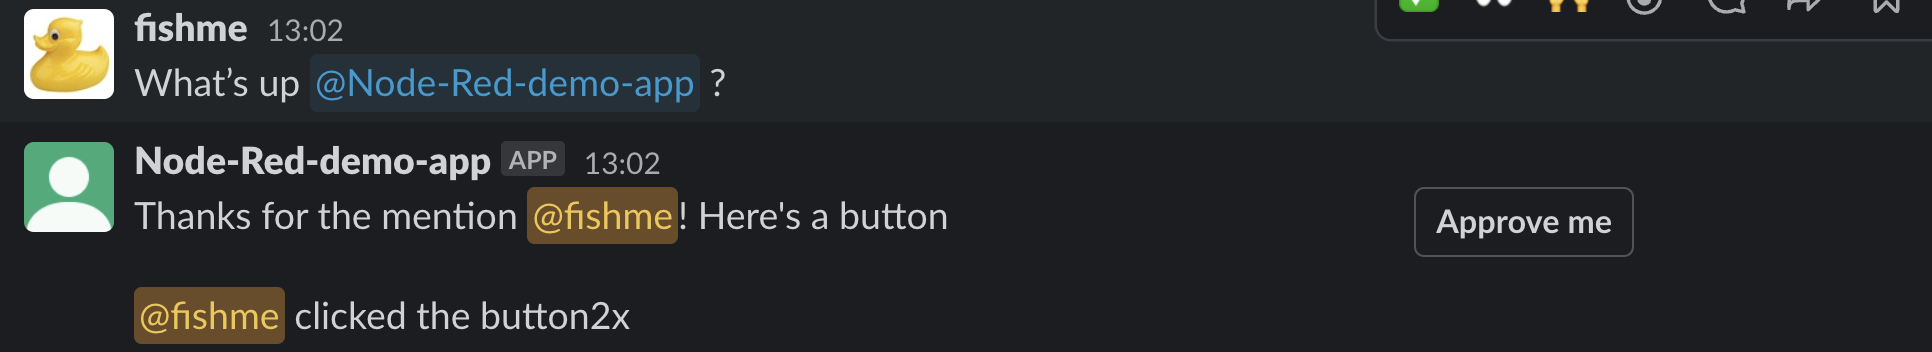 fishme 13:02
What's up @Node-Red-demo-app ?
Node-Red-demo-app APP 13:02
Thanks for the mention @fishme! Here's a button
Approve me
@fishme clicked the button2x